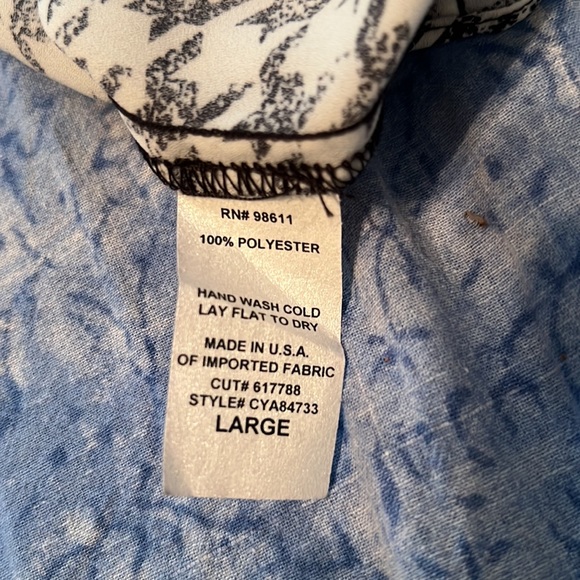 RN# 98611
100% POLYESTER
HAND WASH COLD
LAY FLAT TO DRY
MADE IN U.S.A.
OF IMPORTED FABRIC
CUT# 617788
STYLE# CYA84733
LARGE